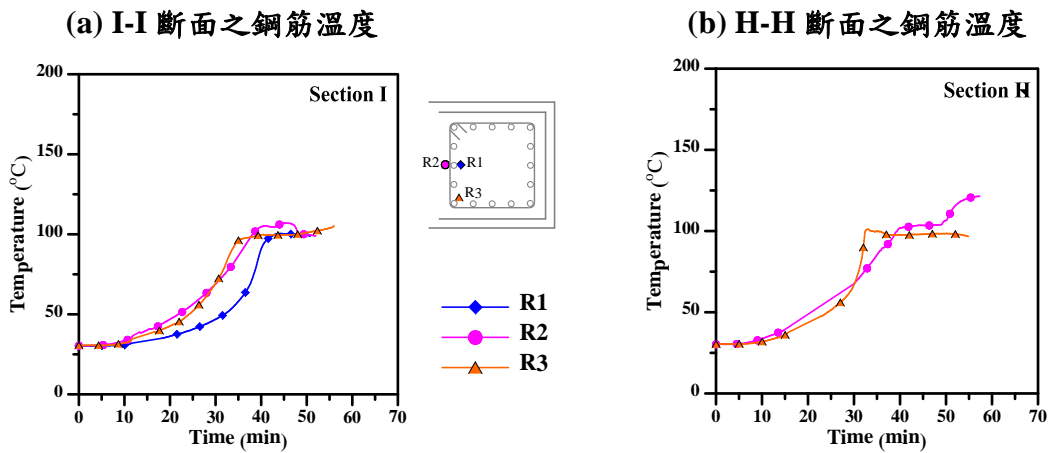 (a) I-I 斷面之鋼筋溫度
(b) H-H 斷面之鋼筋溫度
200
150
100
50
0
Temperature (°C)
Section I
0 10 20 30 40 50 60 70
Time (min)
R2
R1
R3
R1
R2
R3
200
150
100
50
0
Temperature (°C)
Section H
0 10 20 30 40 50 60 70
Time (min)